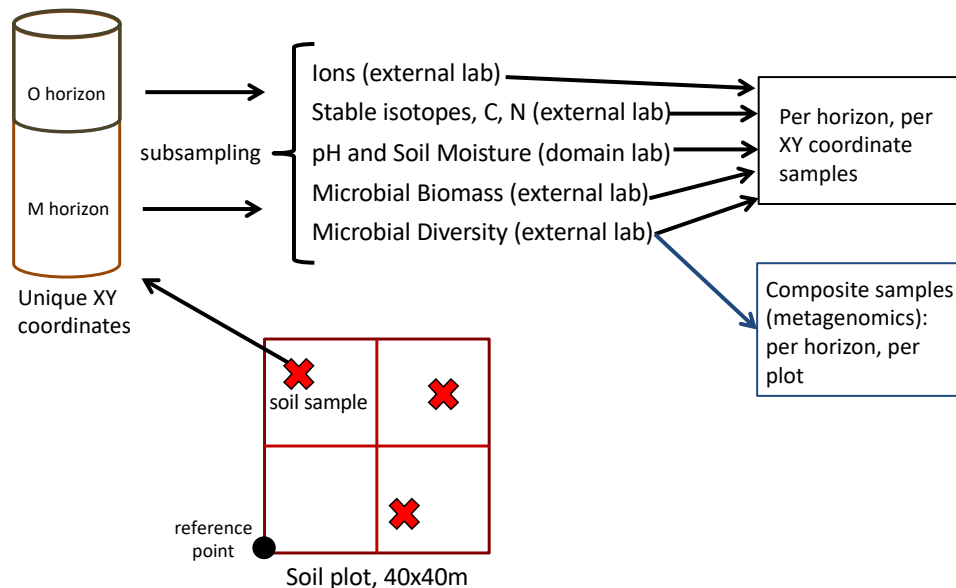 O horizon
M horizon
Unique XY
coordinates
subsampling
Ions (external lab)
Stable isotopes, C, N (external lab)
pH and Soil Moisture (domain lab)
Microbial Biomass (external lab)
Microbial Diversity (external lab)
Per horizon, per
XY coordinate
samples
Composite samples
(metagenomics):
per horizon, per
plot
soil sample
reference
point
Soil plot, 40x40m